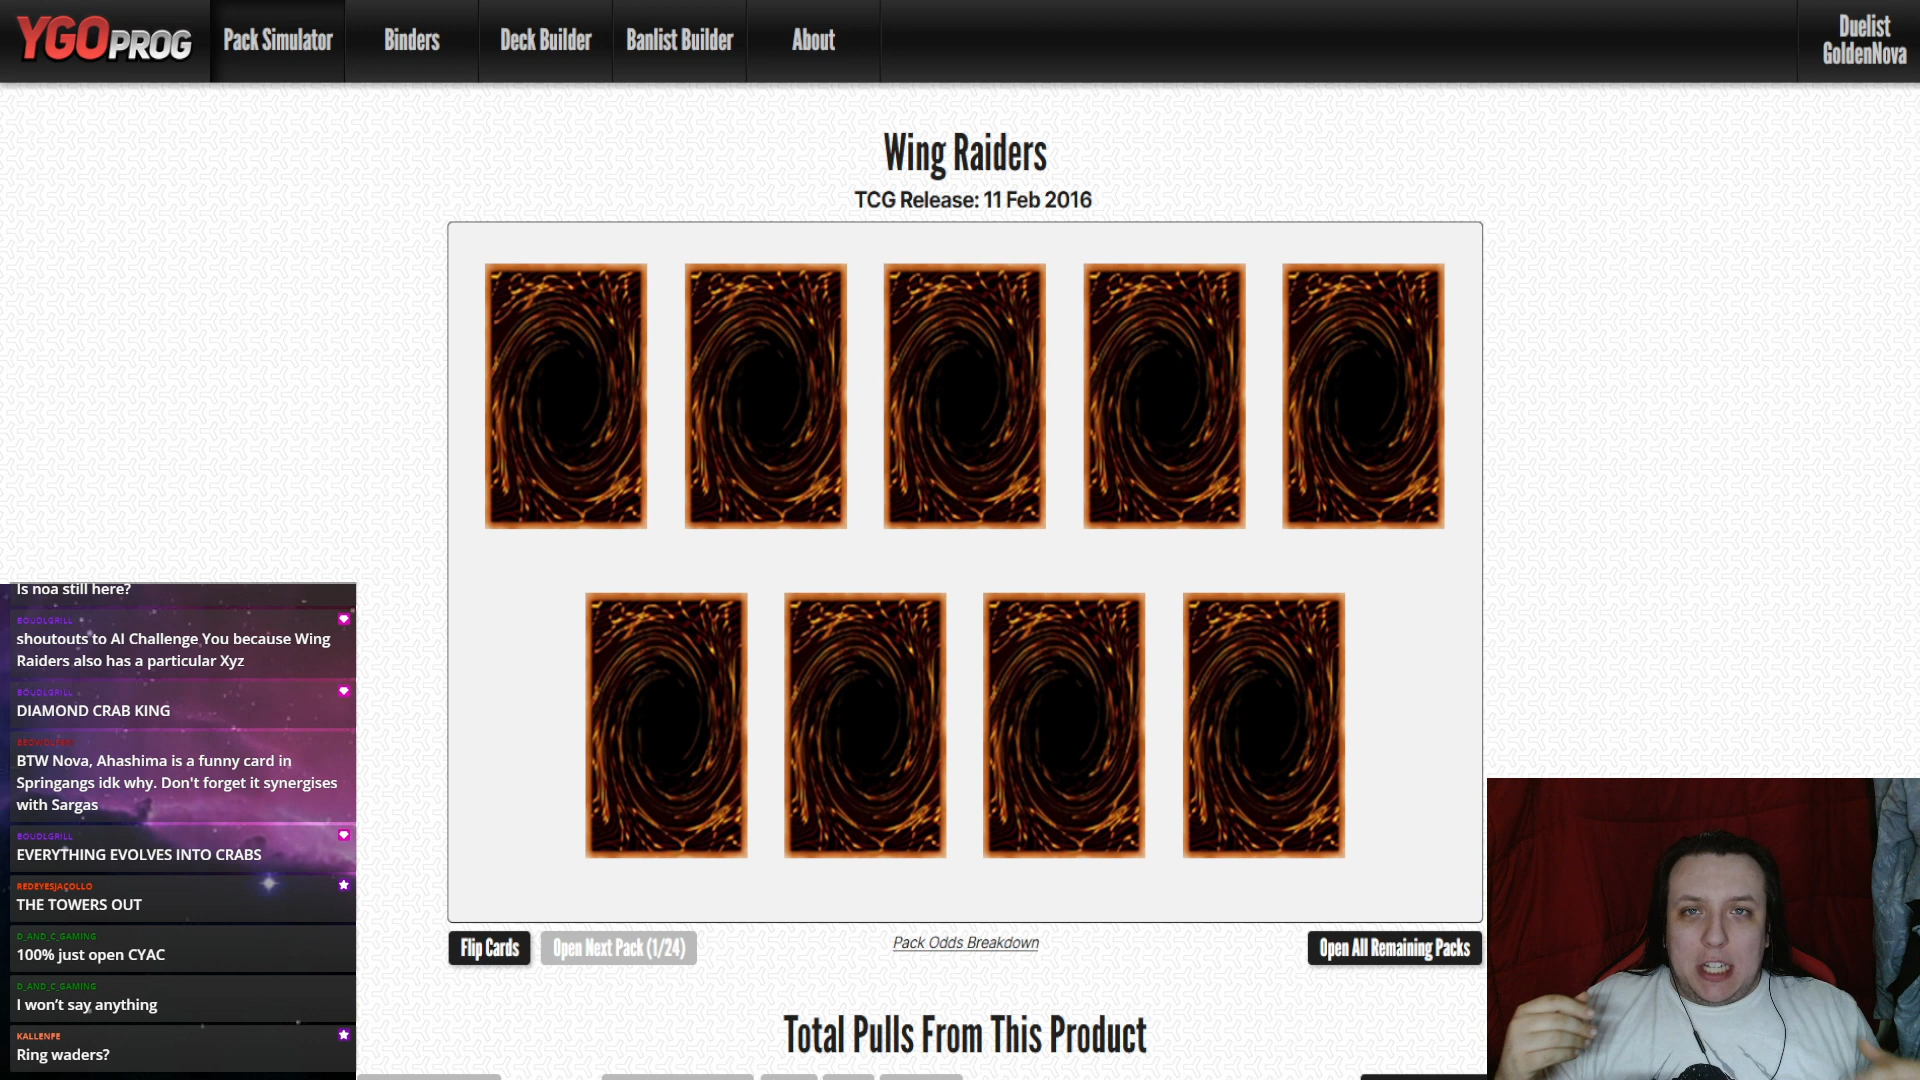 YGOPROG
Pack Simulator
Binders
Deck Builder
Banlist Builder
About
Duelist
GoldenNova
Wing Raiders
TCG Release: 11 Feb 2016
Flip Cards
Open Next Pack (1/24)
Pack Odds Breakdown
Open All Remaining Packs
Total Pulls From This Product
Is noa still here?
BOUDLGRILL
shoutouts to AI Challenge You because Wing
Raiders also has a particular Xyz
BOUDLGRILL
DIAMOND CRAB KING
BTW Nova, Ahashima is a funny card in
Springangs idk why. Don't forget it synergises
with Sargas
BOUDLGRILL
EVERYTHING EVOLVES INTO CRABS
REDEYESJACOLLO
THE TOWERS OUT
D_AND_C_GAMING
100% just open CYAC
D_AND_C_GAMING
I won't say anything
KALLENFE
Ring waders?